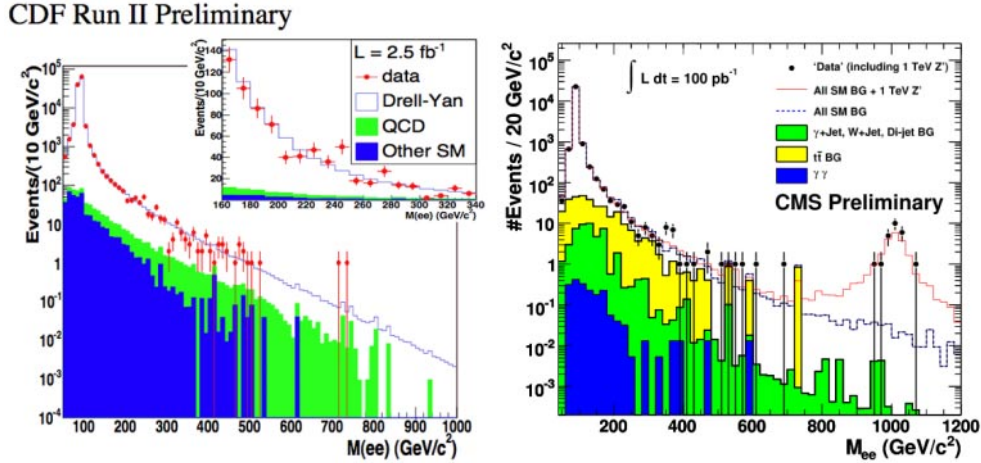 CDF Run II Preliminary
Events/(10 GeV/c²)
10⁵
10⁴
10³
10²
10
1
10⁻¹
10⁻²
10⁻³
10⁻⁴
100 200 300 400 500 600 700 800 900 1000
M(ee) (GeV/c²)
Events/(10 GeV/c²)
140
120
100
80
60
40
20
160 180 200 220 240 260 280 300 320 340
M(ee) (GeV/c²)
L = 2.5 fb⁻¹
data
Drell-Yan
QCD
Other SM
#Events / 20 GeV/c²
10⁵
10⁴
10³
10²
10
1
10⁻¹
10⁻²
10⁻³
200 400 600 800 1000 1200
M_ee (GeV/c²)
∫ L dt = 100 pb⁻¹
'Data' (including 1 TeV Z')
All SM BG + 1 TeV Z'
All SM BG
γ+Jet, W+Jet, Di-jet BG
tt̄ BG
γ γ
CMS Preliminary